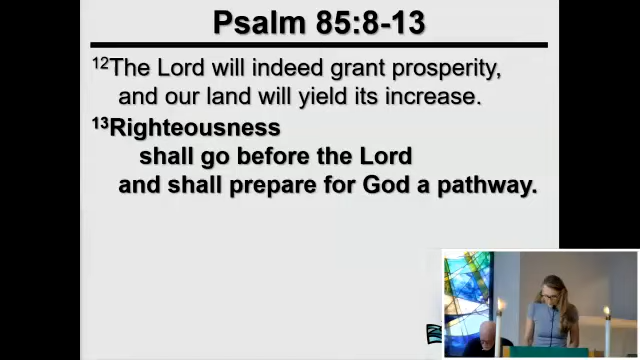 Psalm 85:8-13
12The Lord will indeed grant prosperity,
and our land will yield its increase.
13Righteousness
shall go before the Lord
and shall prepare for God a pathway.